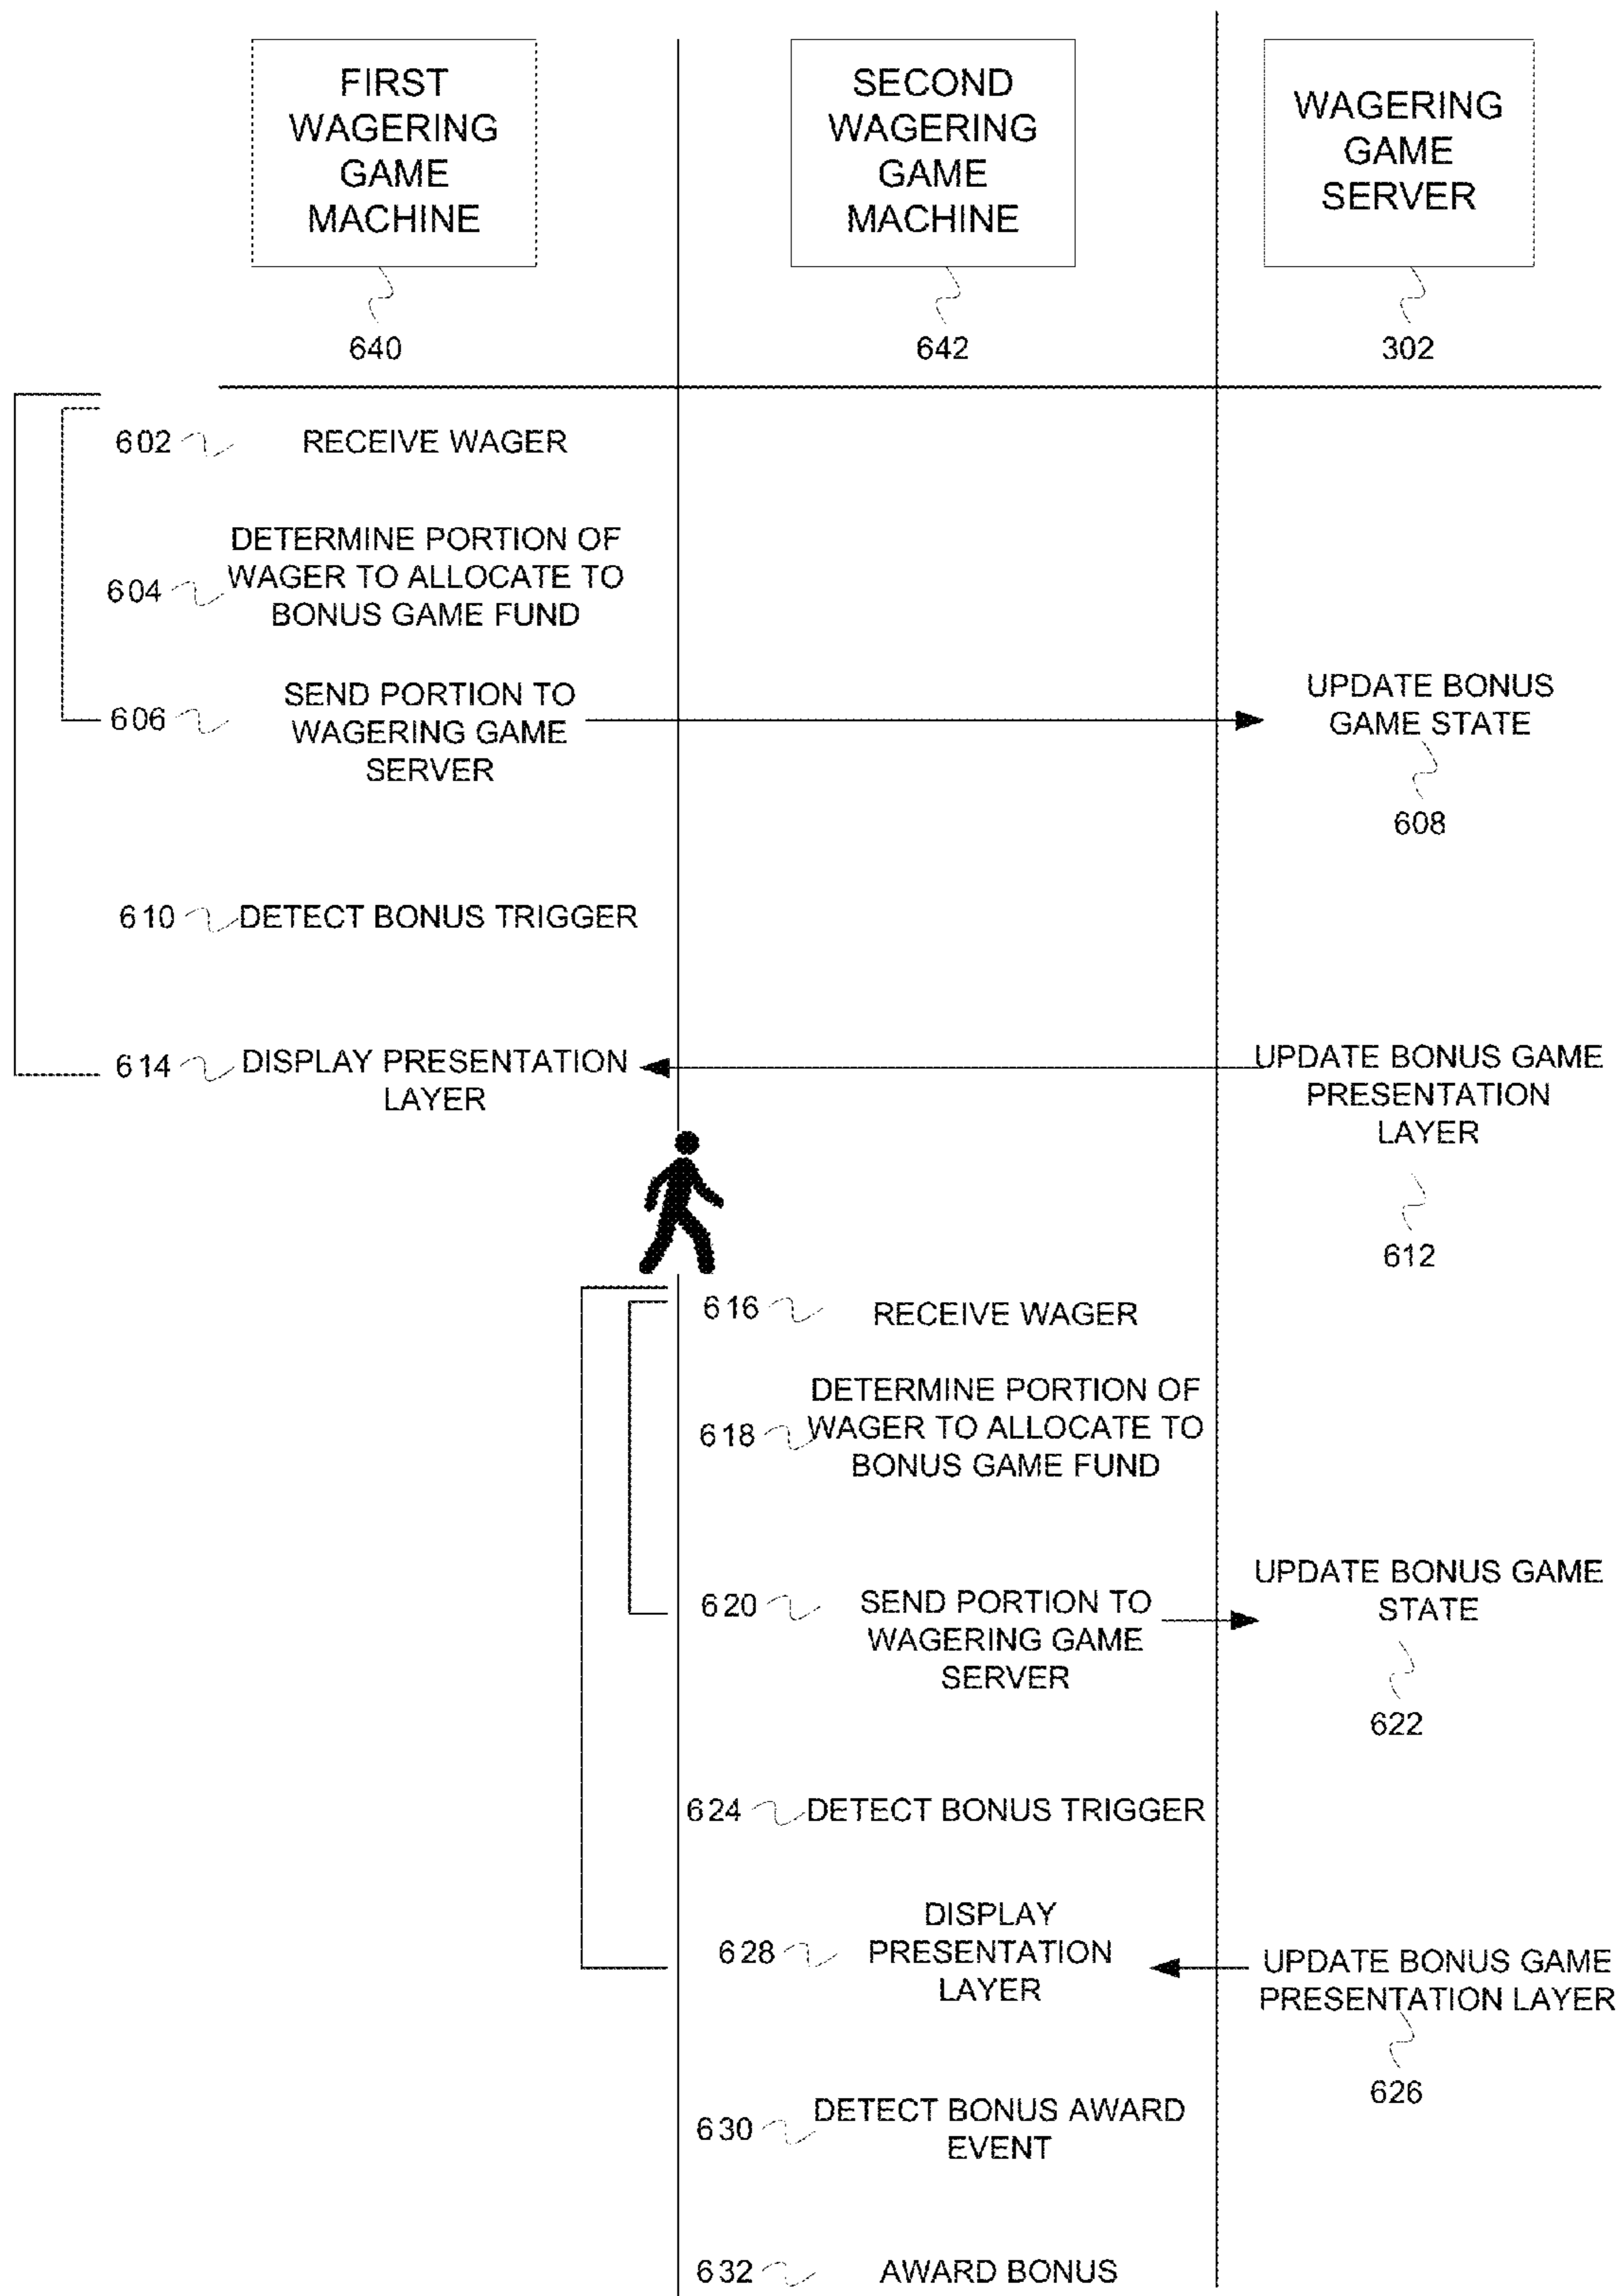 FIRST
WAGERING
GAME
MACHINE
640
SECOND
WAGERING
GAME
MACHINE
642
WAGERING
GAME
SERVER
302
602
RECEIVE WAGER
604
DETERMINE PORTION OF
WAGER TO ALLOCATE TO
BONUS GAME FUND
606
SEND PORTION TO
WAGERING GAME
SERVER
UPDATE BONUS
GAME STATE
608
610
DETECT BONUS TRIGGER
614
DISPLAY PRESENTATION
LAYER
UPDATE BONUS GAME
PRESENTATION
LAYER
612
616
RECEIVE WAGER
618
DETERMINE PORTION OF
WAGER TO ALLOCATE TO
BONUS GAME FUND
620
SEND PORTION TO
WAGERING GAME
SERVER
UPDATE BONUS GAME
STATE
622
624
DETECT BONUS TRIGGER
628
DISPLAY
PRESENTATION
LAYER
UPDATE BONUS GAME
PRESENTATION LAYER
626
630
DETECT BONUS AWARD
EVENT
632
AWARD BONUS